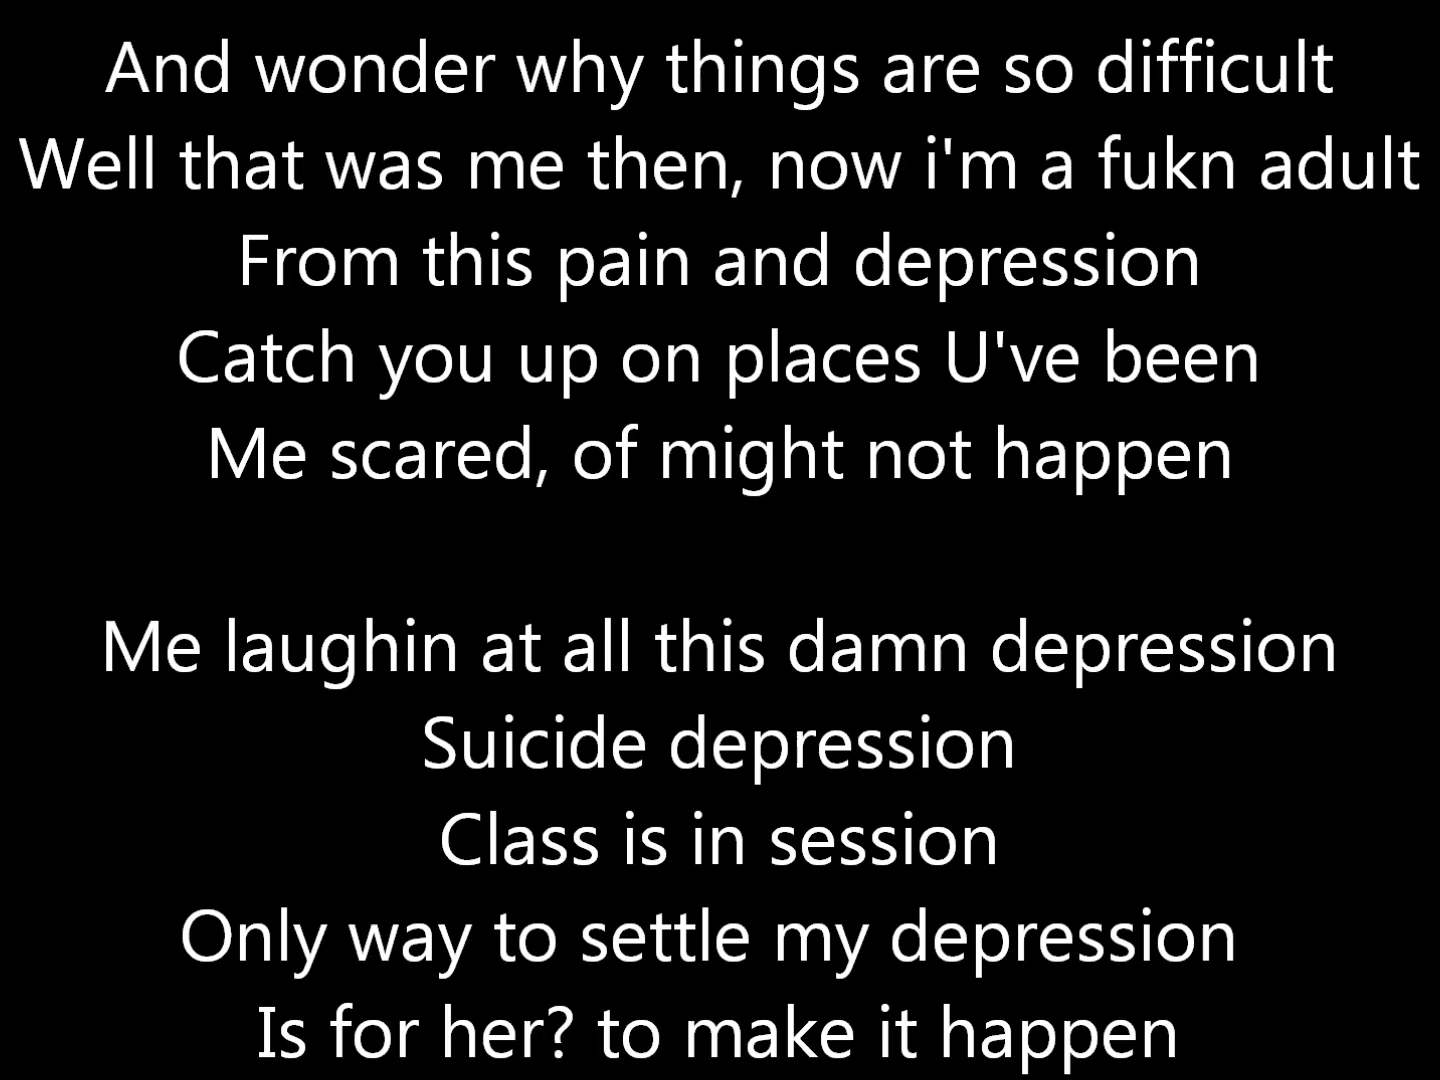 And wonder why things are so difficult
Well that was me then, now i'm a fukn adult
From this pain and depression
Catch you up on places U've been
Me scared, of might not happen
Me laughin at all this damn depression
Suicide depression
Class is in session
Only way to settle my depression
Is for her? to make it happen